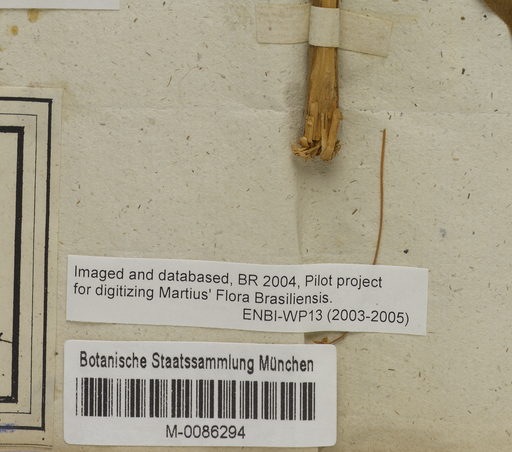 Imaged and databased, BR 2004, Pilot project
for digitizing Martius' Flora Brasiliensis.
ENBI-WP13 (2003-2005)
Botanische Staatssammlung München
M-0086294